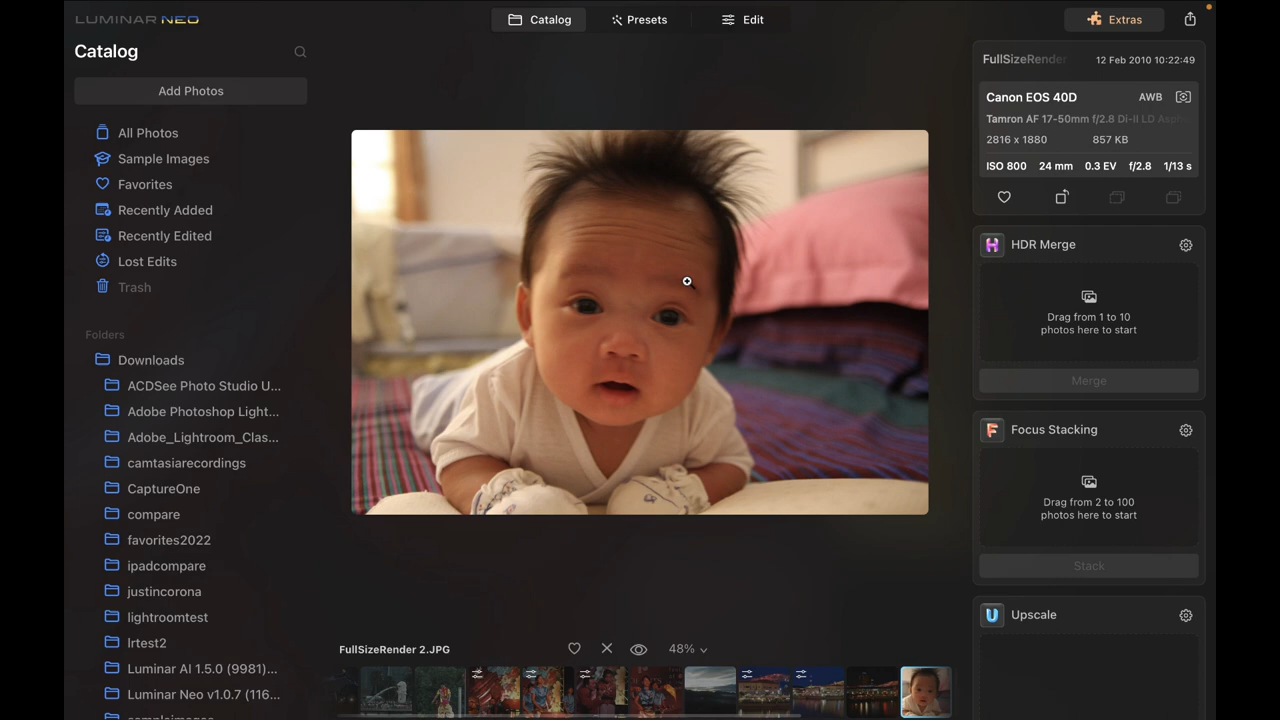 LUMINAR NEO
Catalog
Presets
Edit
Extras
Catalog
Add Photos
All Photos
Sample Images
Favorites
Recently Added
Recently Edited
Lost Edits
Trash
Folders
Downloads
ACDSee Photo Studio U...
Adobe Photoshop Light...
Adobe_Lightroom_Clas...
camtasiarecordings
CaptureOne
compare
favorites2022
ipadcompare
justincorona
lightroomtest
lrtest2
Luminar AI 1.5.0 (9981)...
Luminar Neo v1.0.7 (116...
FullSizeRender 2.JPG
48%
FullSizeRender
12 Feb 2010 10:22:49
Canon EOS 40D
AWB
Tamron AF 17-50mm f/2.8 Di-II LD Asph
2816 x 1880
857 KB
ISO 800
24 mm
0.3 EV
f/2.8
1/13 s
HDR Merge
Drag from 1 to 10
photos here to start
Merge
Focus Stacking
Drag from 2 to 100
photos here to start
Stack
Upscale